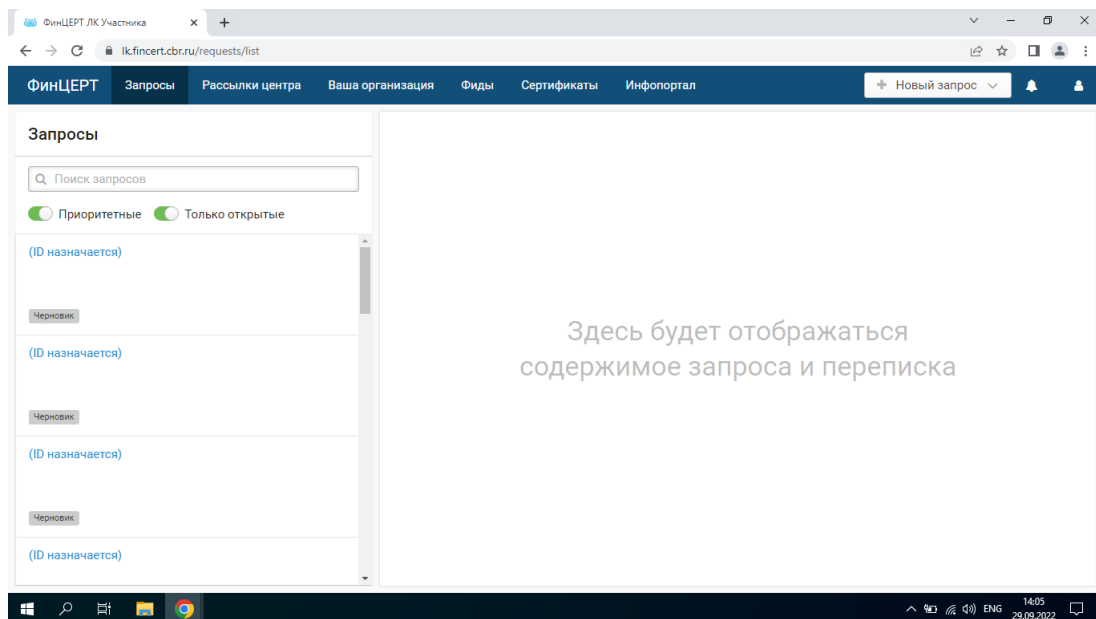 ФинЦЕРТ ЛК Участника
lk.fincert.cbr.ru/requests/list
ФинЦЕРТ Запросы Рассылки центра Ваша организация Фиды Сертификаты Инфопортал Новый запрос
Запросы
Поиск запросов
Приоритетные Только открытые
(ID назначается)
Черновик
(ID назначается)
Черновик
(ID назначается)
Черновик
(ID назначается)
Здесь будет отображаться
содержимое запроса и переписка
ENG 14:05
29.09.2022